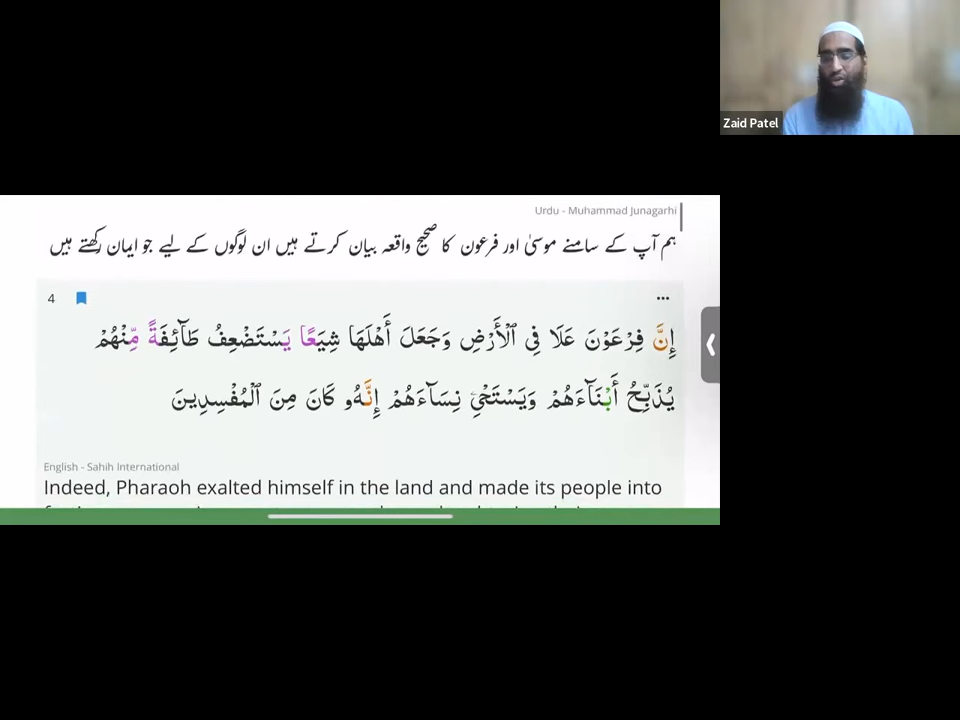 Zaid Patel
Urdu - Muhammad Junagarhi
ہم آپ کے سامنے موسیٰ اور فرعون کا صحیح واقعہ بیان کرتے ہیں ان لوگوں کے لیے جو ایمان رکھتے ہیں
4
إِنَّ فِرْعَوْنَ عَلَا فِي ٱلْأَرْضِ وَجَعَلَ أَهْلَهَا شِيَعًا يَسْتَضْعِفُ طَآئِفَةً مِّنْهُمْ
يُذَبِّحُ أَبْنَآءَهُمْ وَيَسْتَحْىِۦ نِسَآءَهُمْ إِنَّهُۥ كَانَ مِنَ ٱلْمُفْسِدِينَ
English - Sahih International
Indeed, Pharaoh exalted himself in the land and made its people into